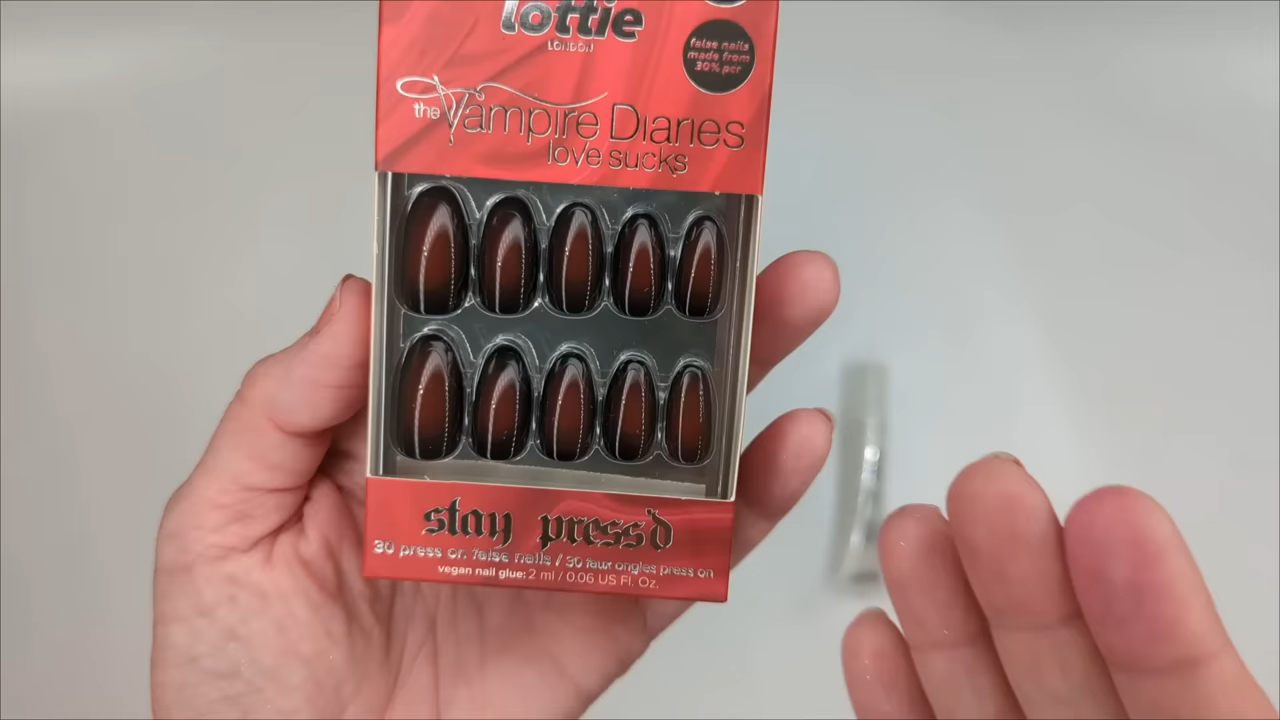 lottie
LONDON
false nails
made from
30% pcr
the Vampire Diaries
love sucks
stay press'd
30 press on false nails / 30 faux ongles press on
vegan nail glue: 2 ml / 0.06 US Fl. Oz.